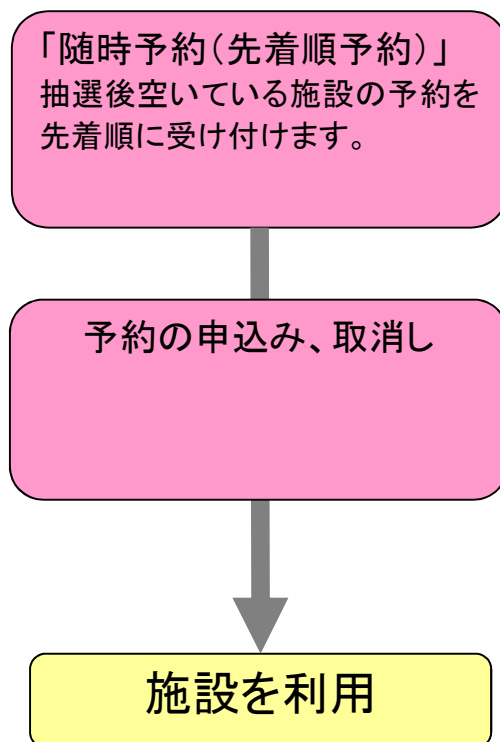 「随時予約(先着順予約)」
抽選後空いている施設の予約を
先着順に受け付けます。
予約の申込み、取消し
施設を利用